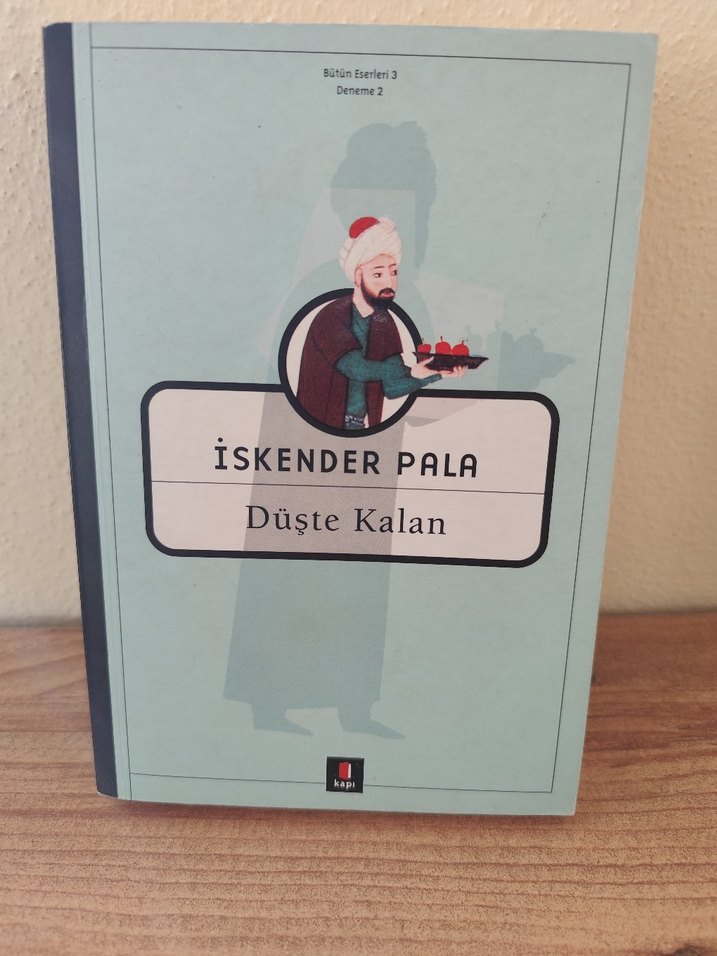 Bütün Eserleri 3
Deneme 2
İSKENDER PALA
Düşte Kalan
kapı